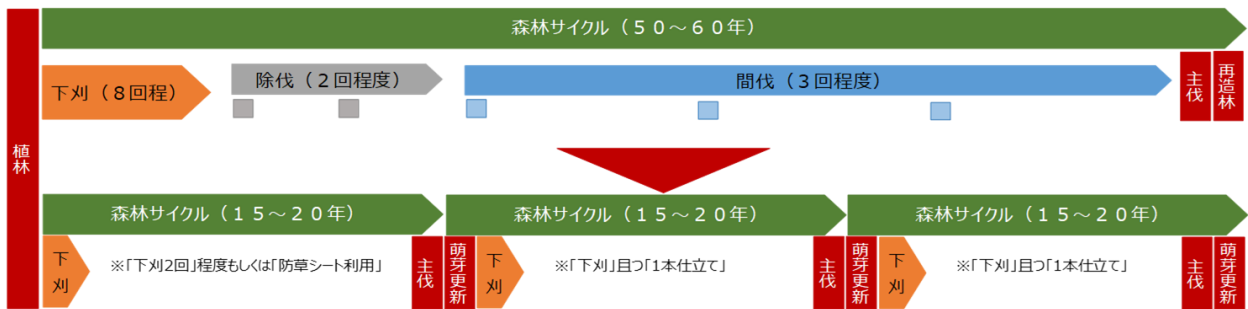 植林
森林サイクル（５０～６０年）
下刈（８回程）
除伐（２回程度）
間伐（３回程度）
主伐
再造林
森林サイクル（１５～２０年）
森林サイクル（１５～２０年）
森林サイクル（１５～２０年）
下刈
※「下刈2回」程度もしくは「防草シート利用」
主伐
萌芽更新
下刈
※「下刈」且つ「1本仕立て」
主伐
萌芽更新
下刈
※「下刈」且つ「1本仕立て」
主伐
萌芽更新